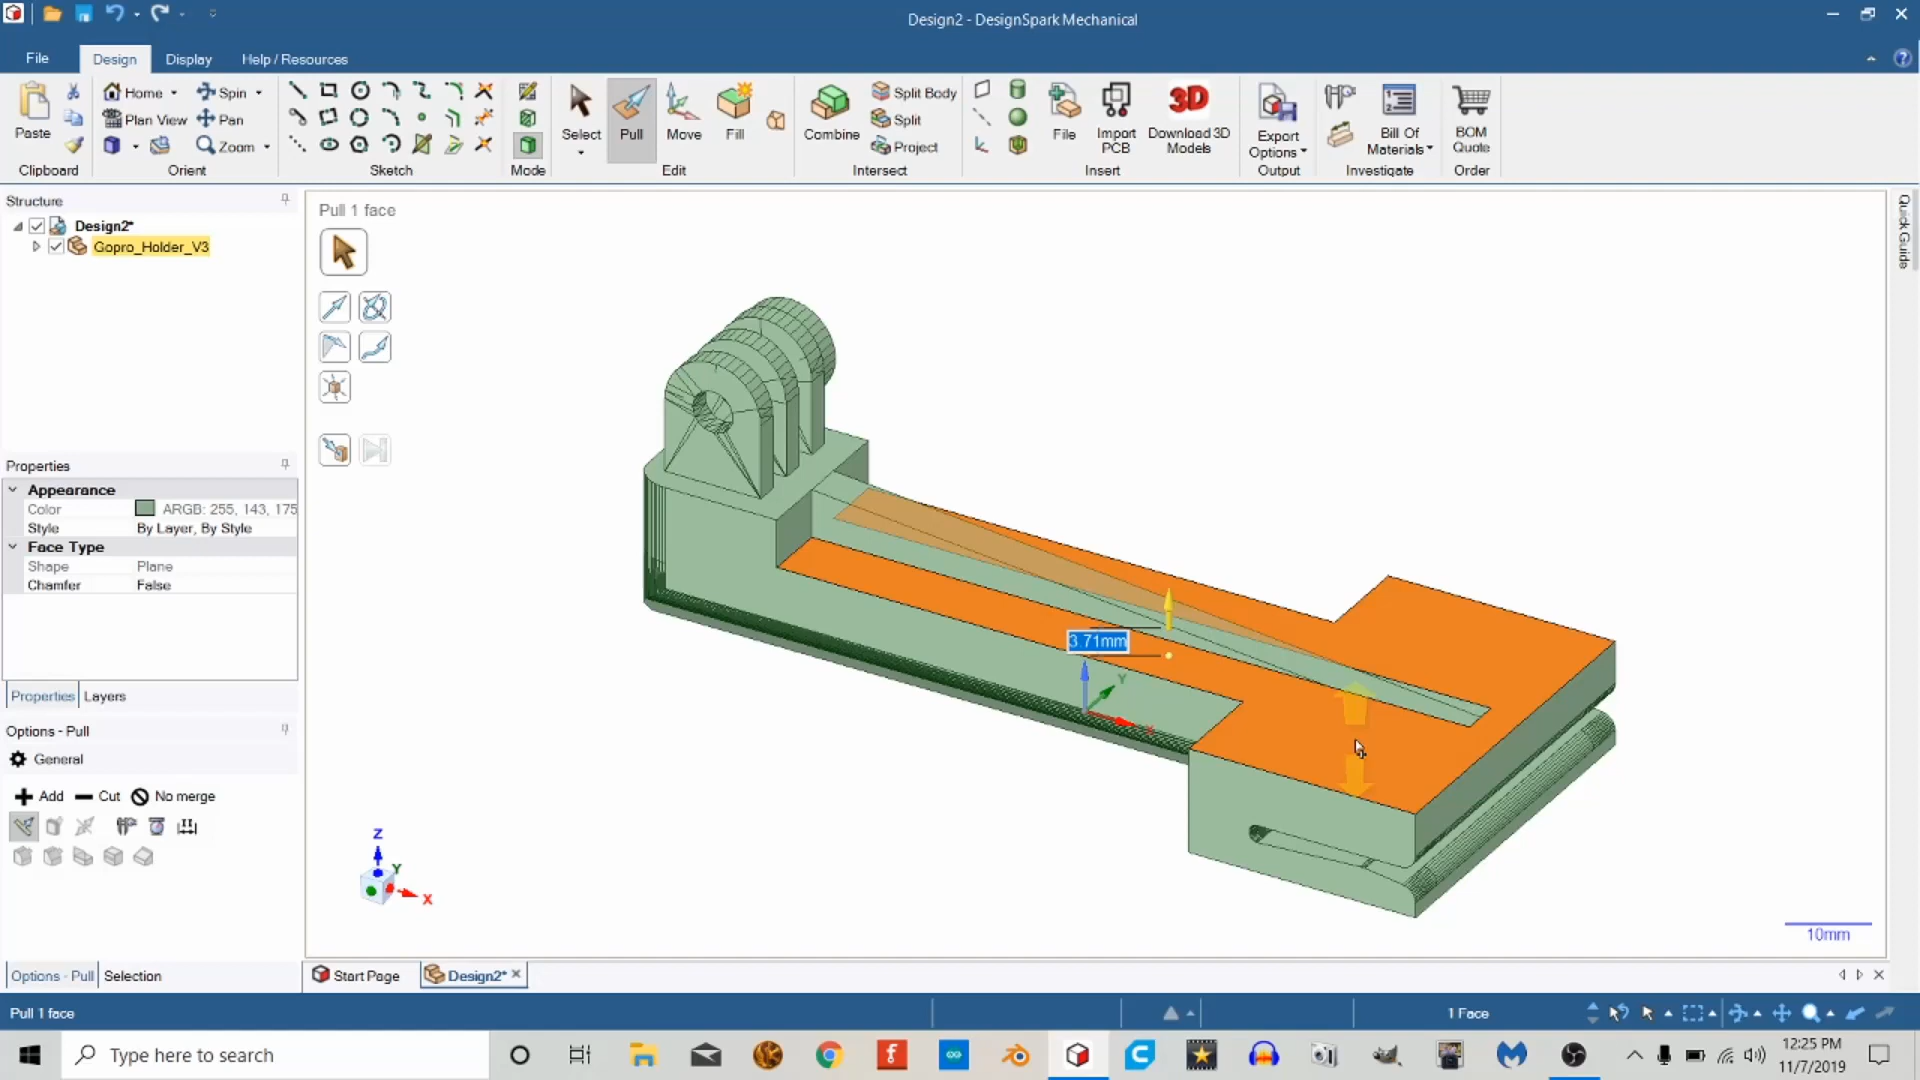 Design2 - DesignSpark Mechanical
File Design Display Help / Resources
Paste
Home Spin
Plan View Pan
Zoom
Clipboard Orient Sketch Mode
Select Pull Move Fill
Edit
Combine Split Body
Split
Project
Intersect
File Import PCB 3D Download 3D Models
Insert
Export Options
Output
Bill Of Materials
Investigate
BOM Quote
Order
Structure
Design2*
Gopro_Holder_V3
Pull 1 face
Quick Guide
Properties
Appearance
Color ARGB: 255, 143, 175
Style By Layer, By Style
Face Type
Shape Plane
Chamfer False
Properties Layers
Options - Pull
General
Add Cut No merge
3.71mm
Y
X
Z
Y
X
10mm
Options - Pull Selection
Start Page Design2*
Pull 1 face 1 Face
Type here to search
12:25 PM
11/7/2019